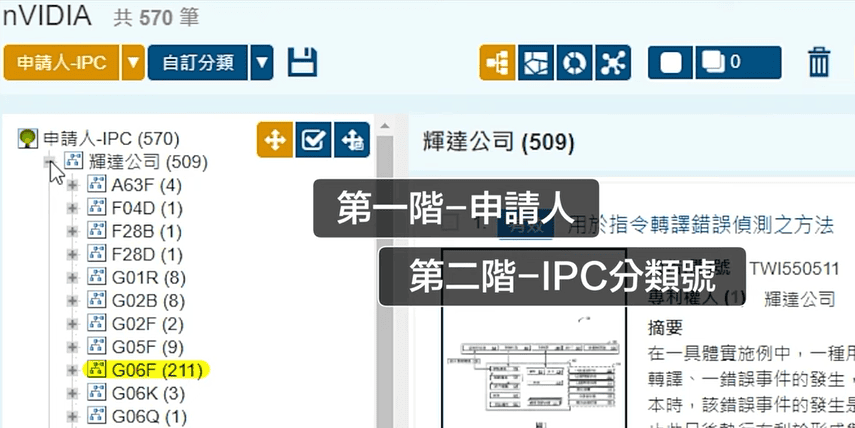 nVIDIA 共 570 筆
申請人-IPC 自訂分類 0
申請人-IPC (570)
輝達公司 (509)
A63F (4)
F04D (1)
F28B (1)
F28D (1)
G01R (8)
G02B (8)
G02F (2)
G05F (9)
G06F (211)
G06K (3)
G06Q (1)
輝達公司 (509)
第一階-申請人
第二階-IPC分類號
1. 有效 用於指令轉譯錯誤偵測之方法
號 TWI550511
專利權人 (1) 輝達公司
摘要
在一具體實施例中，一種用
轉譯、一錯誤事件的發生，
本時，該錯誤事件的發生是